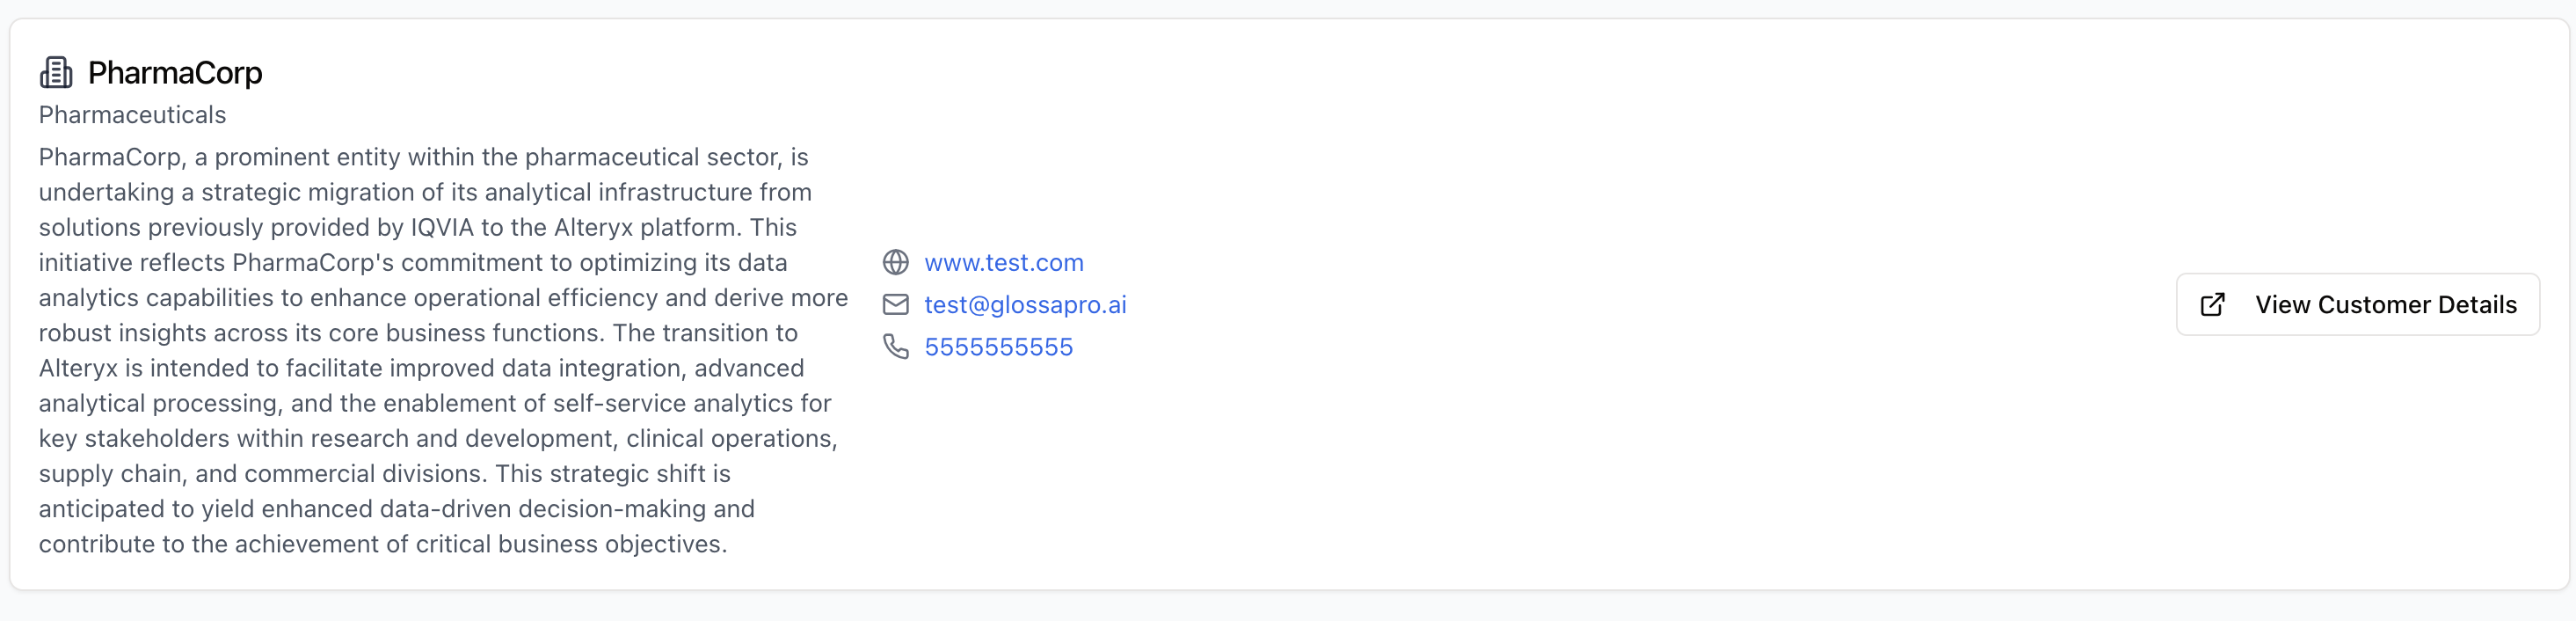 PharmaCorp
Pharmaceuticals
PharmaCorp, a prominent entity within the pharmaceutical sector, is
undertaking a strategic migration of its analytical infrastructure from
solutions previously provided by IQVIA to the Alteryx platform. This
initiative reflects PharmaCorp's commitment to optimizing its data
analytics capabilities to enhance operational efficiency and derive more
robust insights across its core business functions. The transition to
Alteryx is intended to facilitate improved data integration, advanced
analytical processing, and the enablement of self-service analytics for
key stakeholders within research and development, clinical operations,
supply chain, and commercial divisions. This strategic shift is
anticipated to yield enhanced data-driven decision-making and
contribute to the achievement of critical business objectives.
www.test.com
test@glossapro.ai
5555555555
View Customer Details